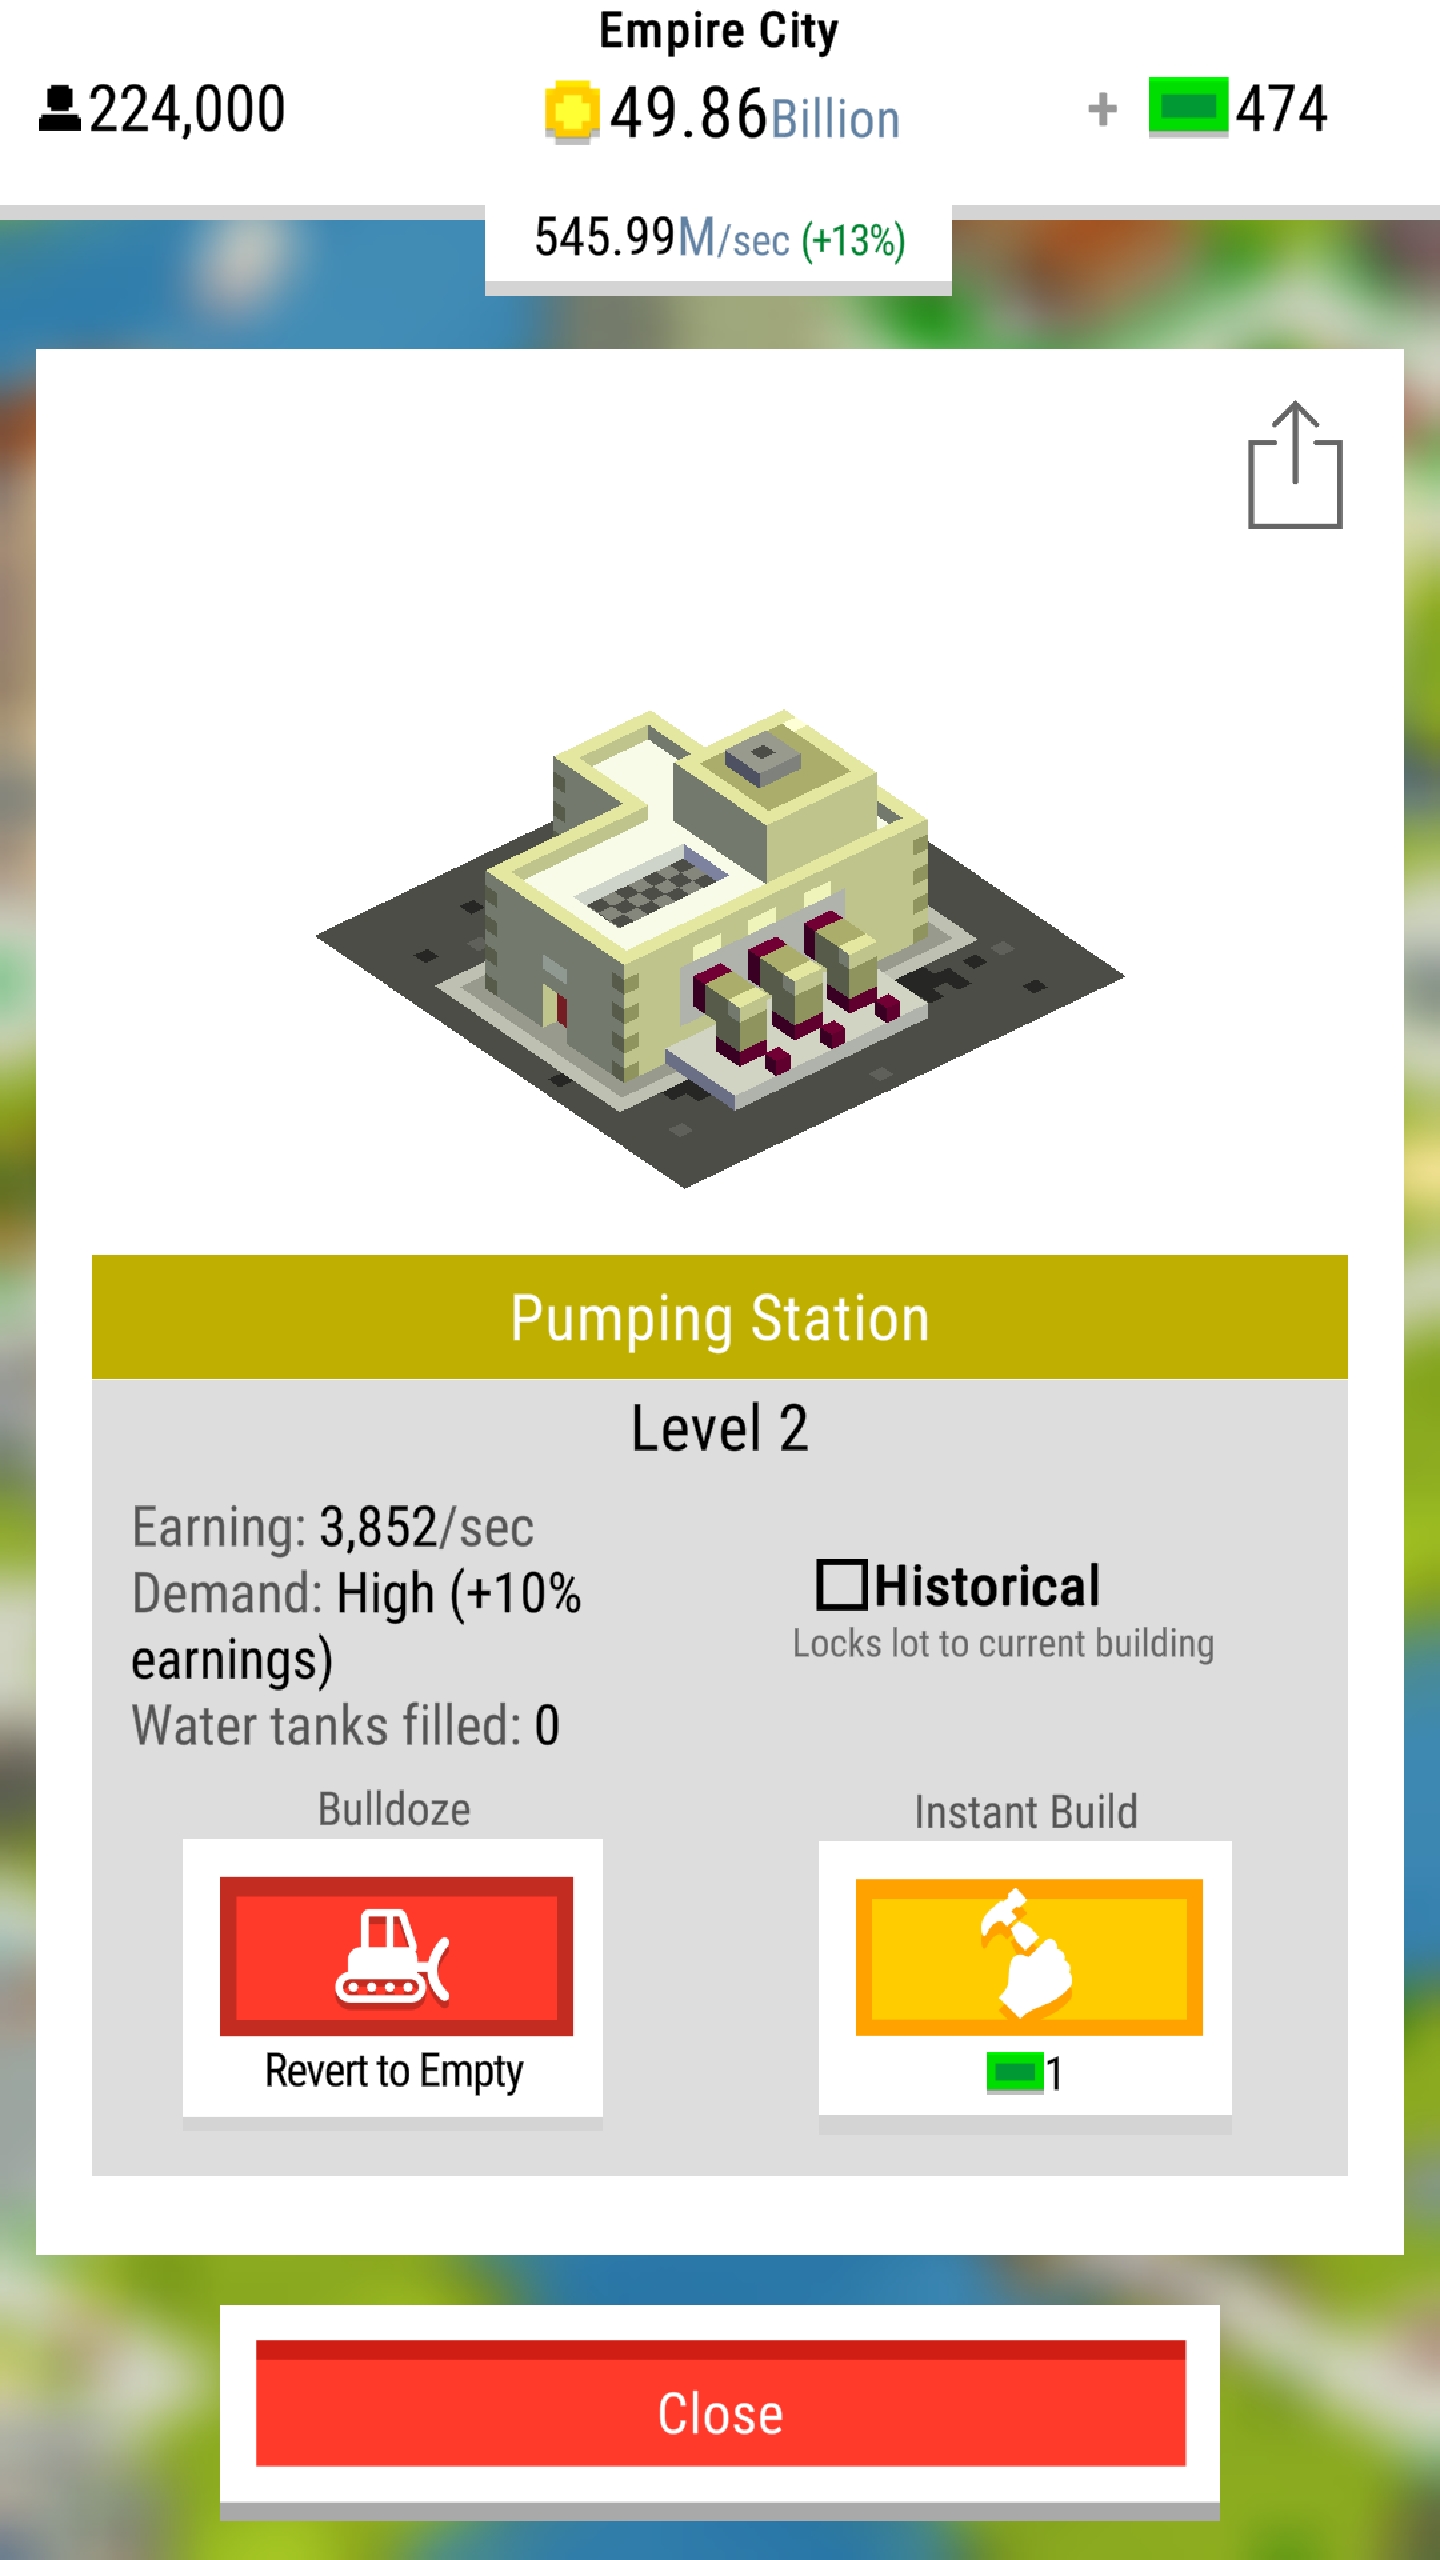 Empire City
224,000
49.86Billion
+ 474
545.99M/sec (+13%)
Pumping Station
Level 2
Earning: 3,852/sec
Demand: High (+10%
earnings)
Water tanks filled: 0
Historical
Locks lot to current building
Bulldoze
Revert to Empty
Instant Build
1
Close